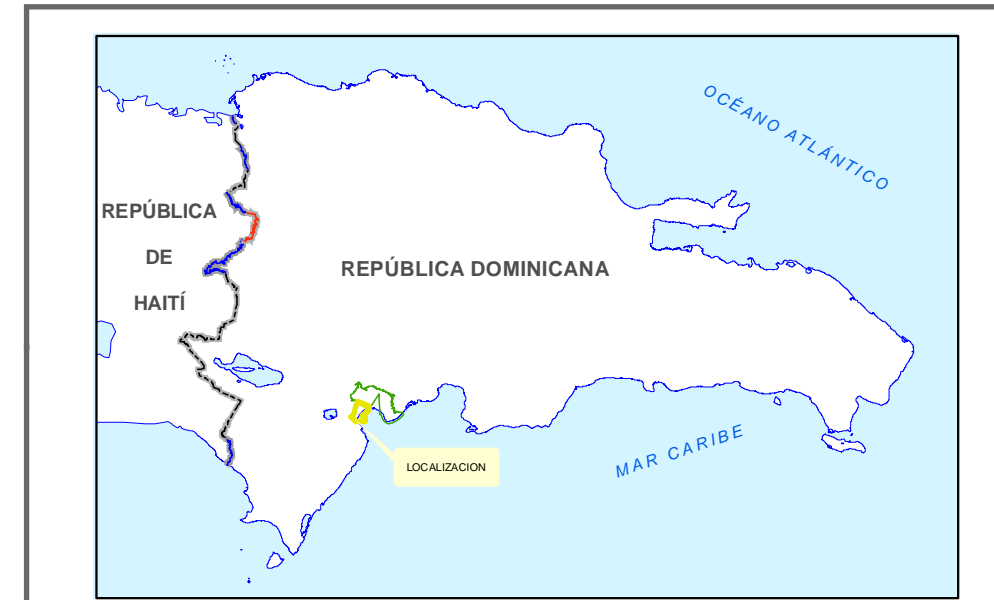 OCÉANO ATLÁNTICO
REPÚBLICA
DE
HAITÍ
REPÚBLICA DOMINICANA
MAR CARIBE
LOCALIZACION